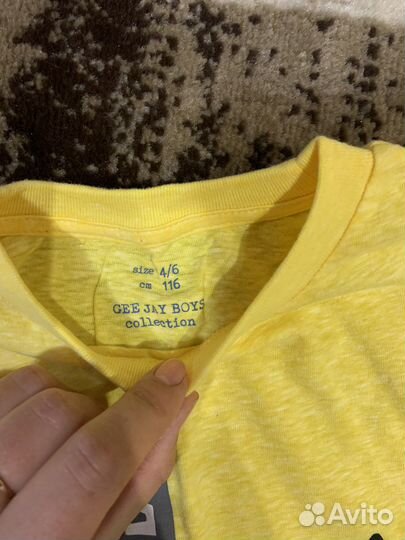 size 4/6
cm 116
GEE JAY BOYS
collection
Avito